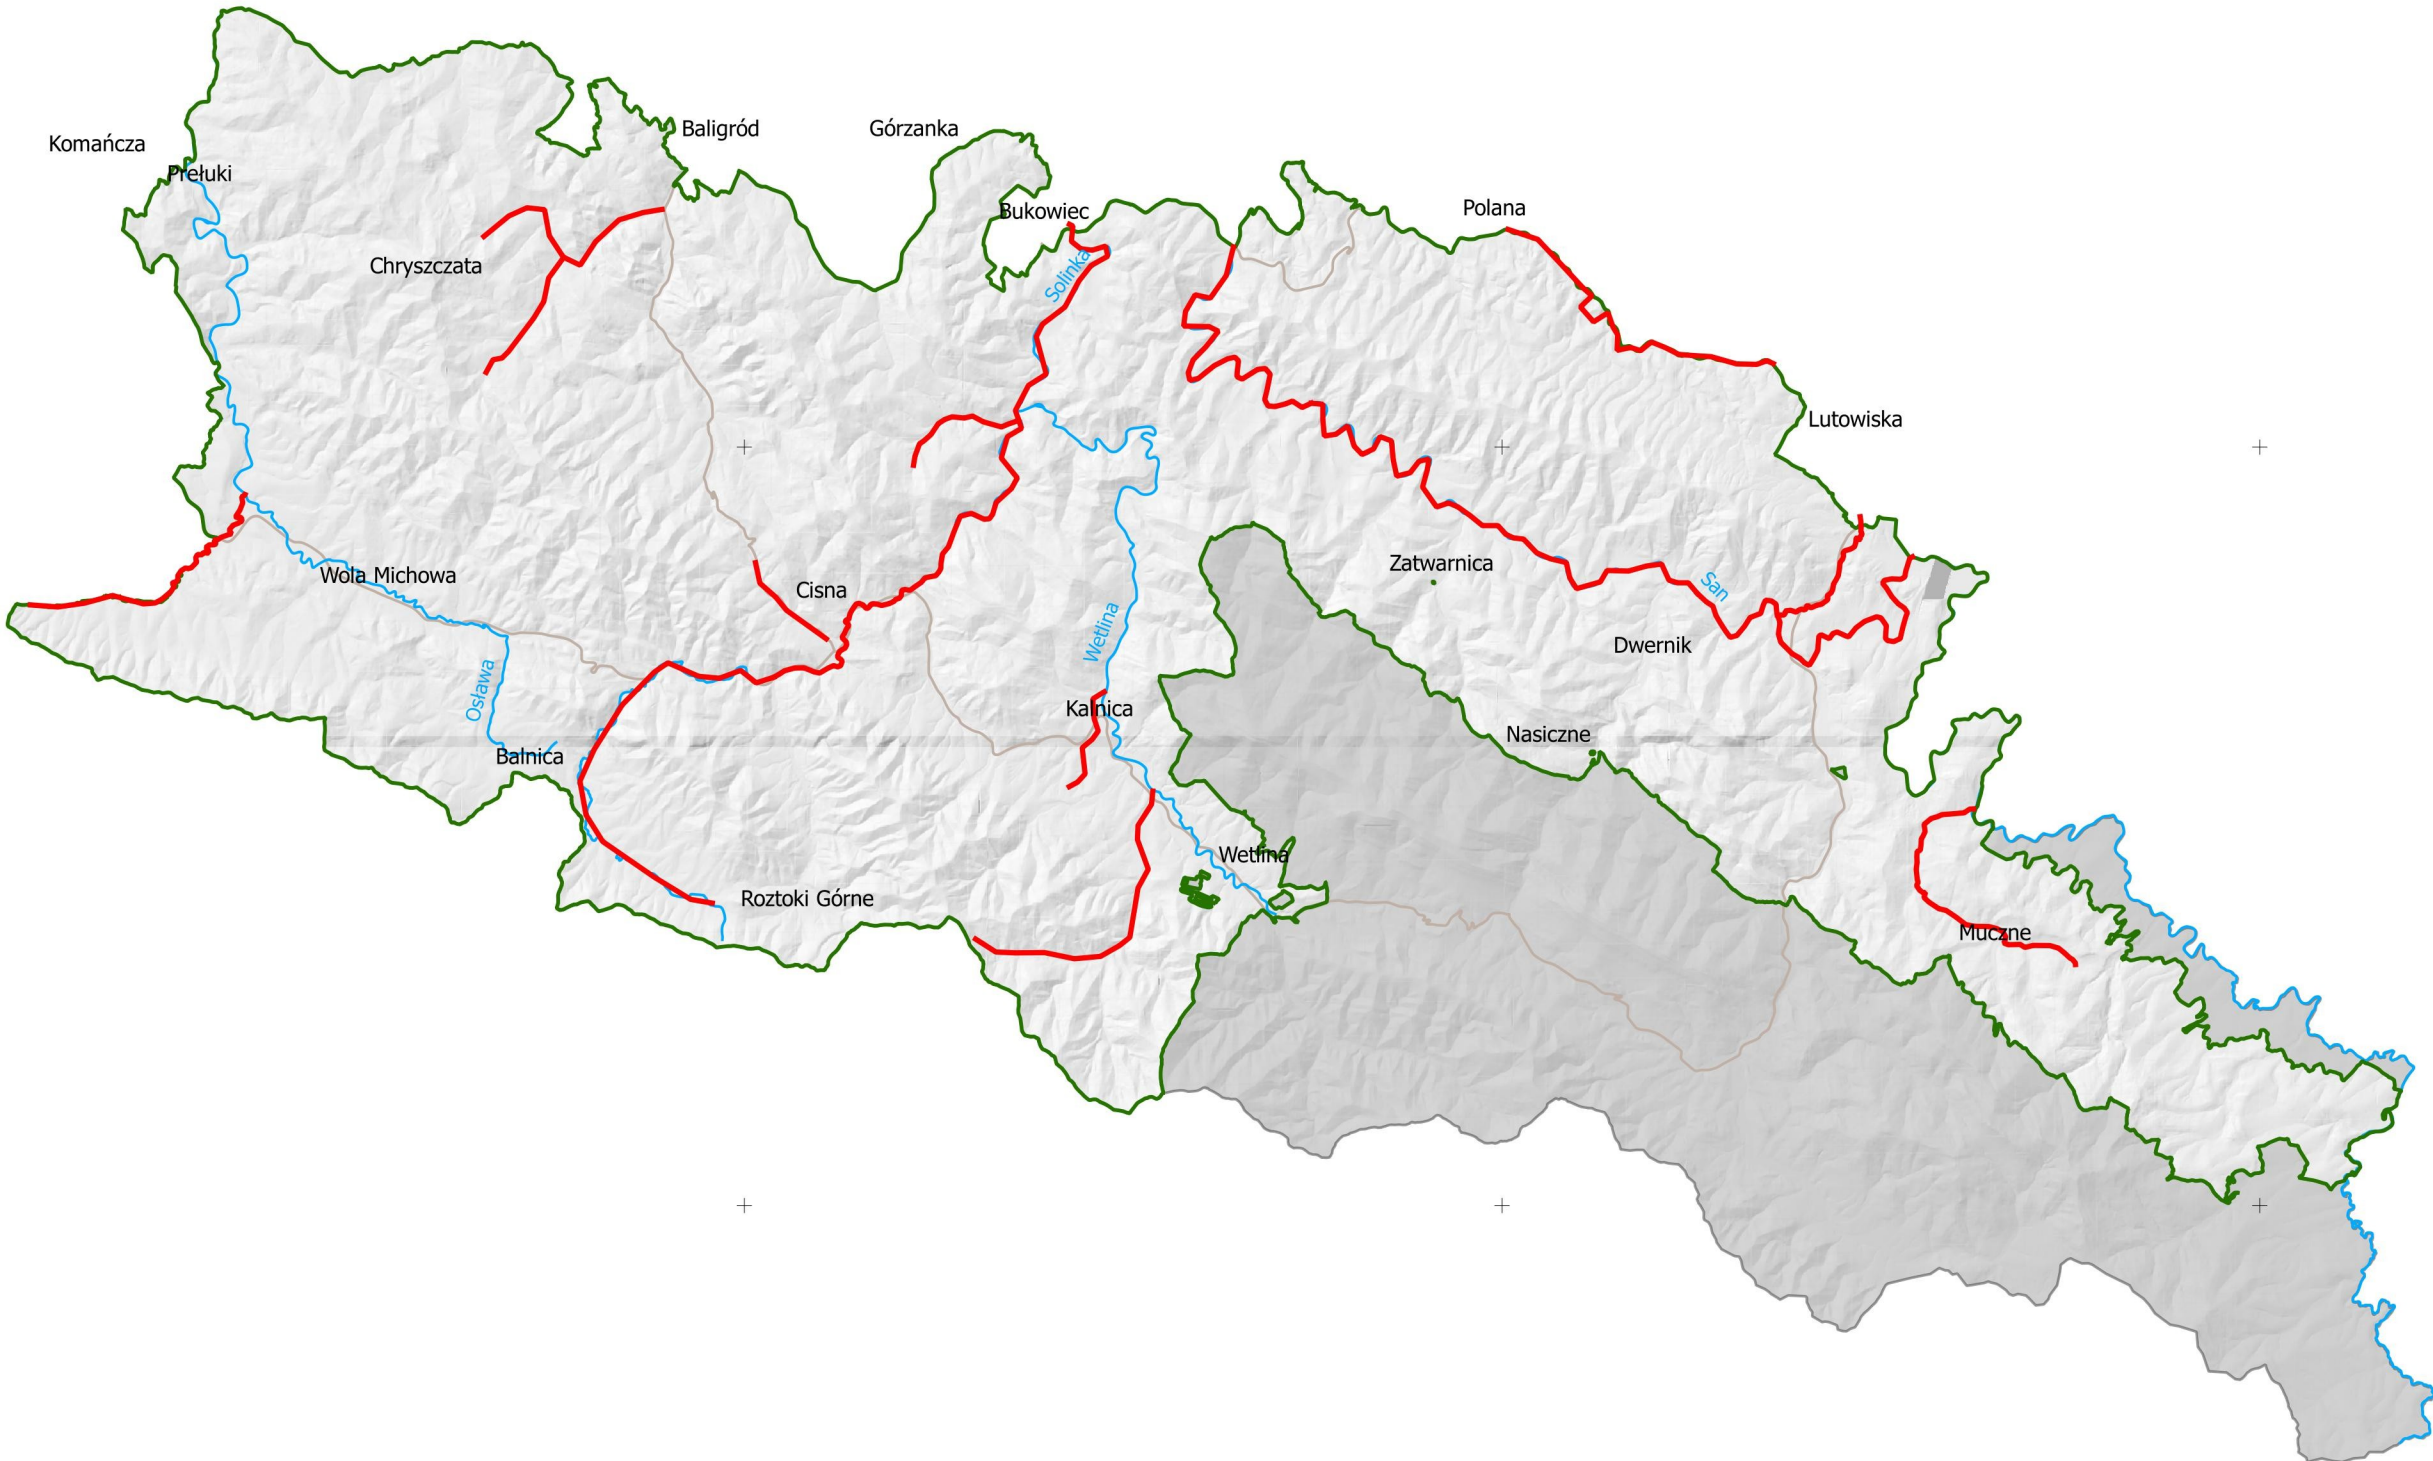 Komańcza
Prełuki
Baligród
Górzanka
Bukowiec
Polana
Chryszczata
Solinka
Lutowiska
Wola Michowa
Cisna
Zatwarnica
San
Dwernik
Wetlina
Osława
Kalnica
Nasiczne
Balnica
Wetlina
Roztoki Górne
Muczne